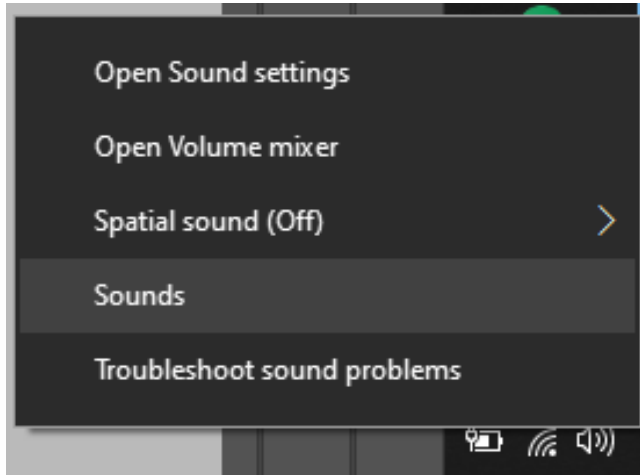 Open Sound settings
Open Volume mixer
Spatial sound (Off)
Sounds
Troubleshoot sound problems